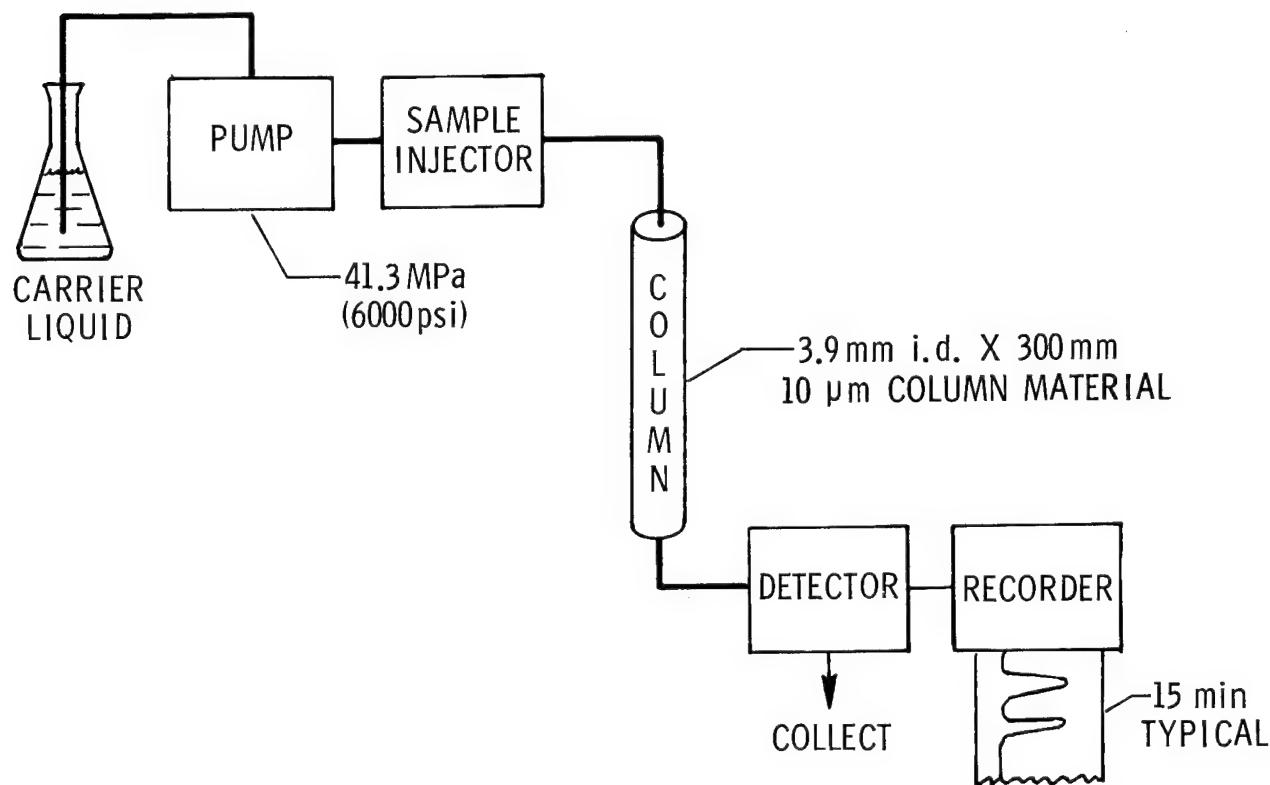 PUMP
SAMPLE
INJECTOR
CARRIER
LIQUID
41.3 MPa
(6000 psi)
COLUMN
3.9 mm i.d. X 300 mm
10 µm COLUMN MATERIAL
DETECTOR
RECORDER
COLLECT
15 min
TYPICAL